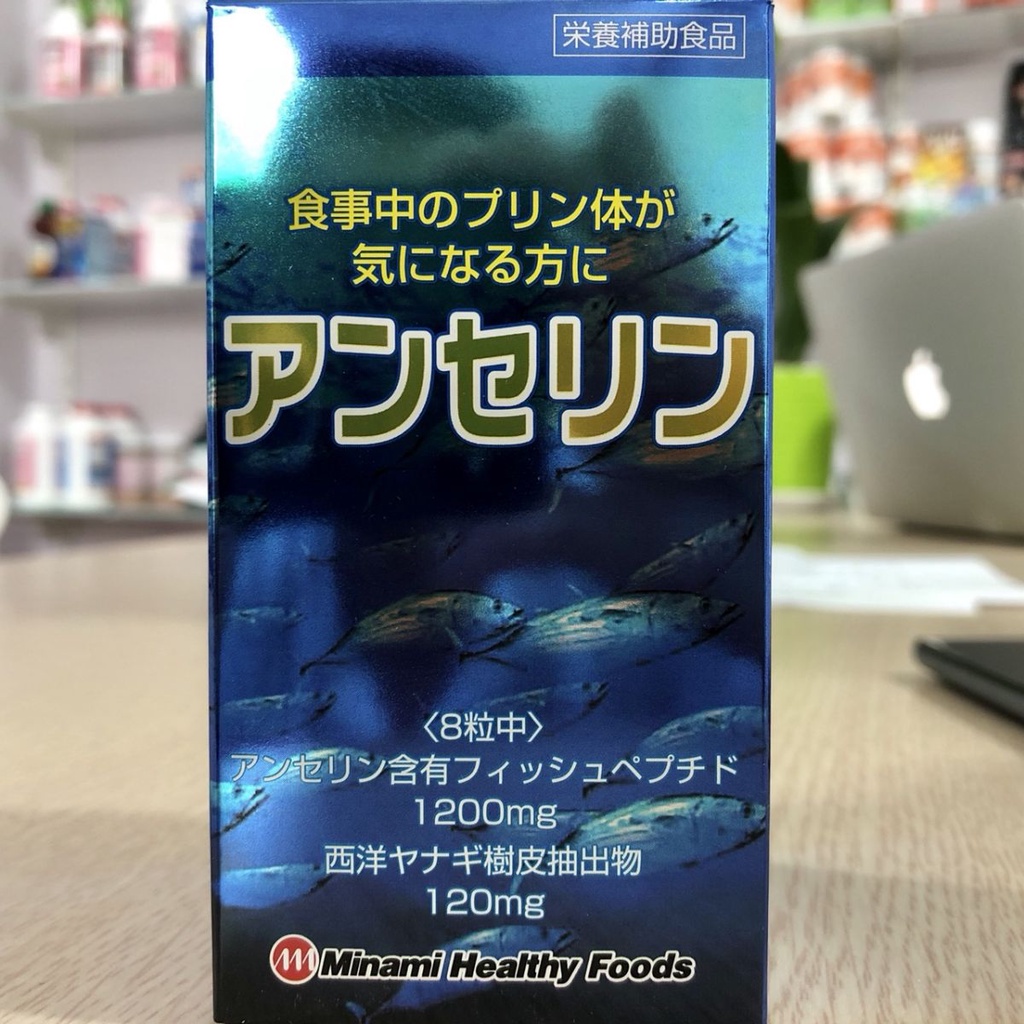 栄養補助食品
食事中のプリン体が
気になる方に
アンセリン
〈8粒中〉
アンセリン含有フィッシュペプチド
1200mg
西洋ヤナギ樹皮抽出物
120mg
Minami Healthy Foods